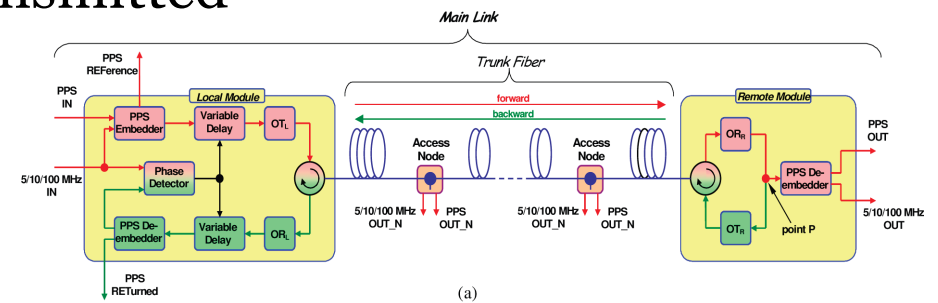 nsmitted
Main Link
Trunk Fiber
PPS
REFerence
PPS
IN
Local Module
Remote Module
forward
backward
PPS
Embedder
Variable
Delay
OTL
ORR
PPS
OUT
Access
Node
Access
Node
5/10/100 MHz
IN
Phase
Detector
PPS De-
embedder
5/10/100 MHz
OUT_N
PPS
OUT_N
5/10/100 MHz
OUT_N
PPS
OUT_N
5/10/100 MHz
OUT
PPS De-
embedder
Variable
Delay
ORL
OTR
point P
PPS
RETurned
(a)